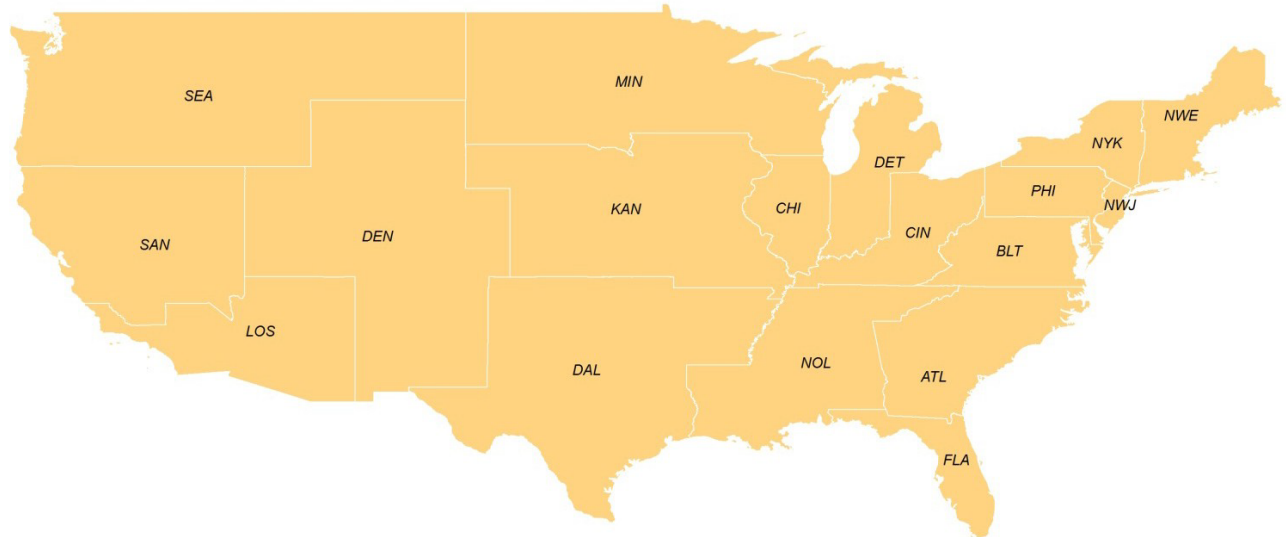 MIN
SEA
NWE
NYK
DET
PHI
NWJ
CHI
KAN
CIN
DEN
SAN
BLT
LOS
NOL
DAL
ATL
FLA